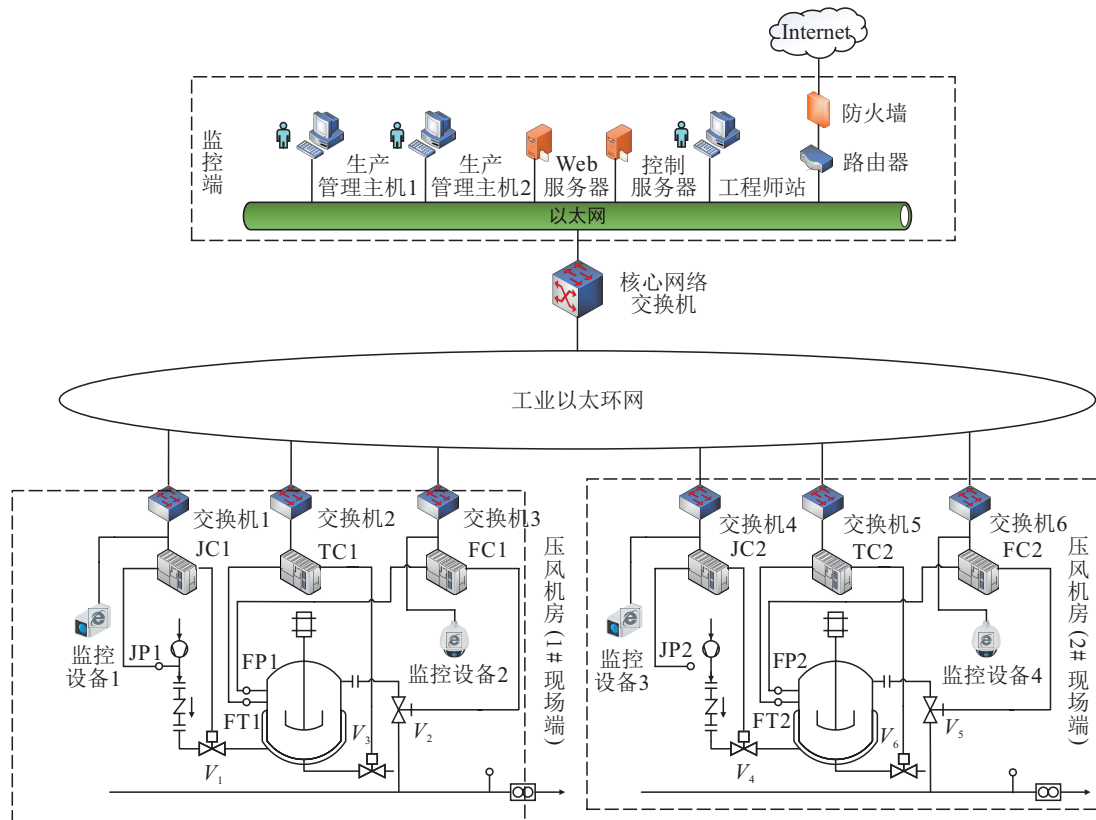 Internet
防火墙
路由器
监控端
生产
管理主机1
生产
管理主机2
Web
服务器
控制
服务器
工程师站
以太网
核心网络
交换机
工业以太环网
交换机1
交换机2
交换机3
交换机4
交换机5
交换机6
JC1
TC1
FC1
JC2
TC2
FC2
压风机房(1#现场端)
压风机房(2#现场端)
监控
设备1
JP1
FP1
监控设备2
FT1
V1
V3
V2
监控
设备3
JP2
FP2
监控设备4
FT2
V4
V6
V5